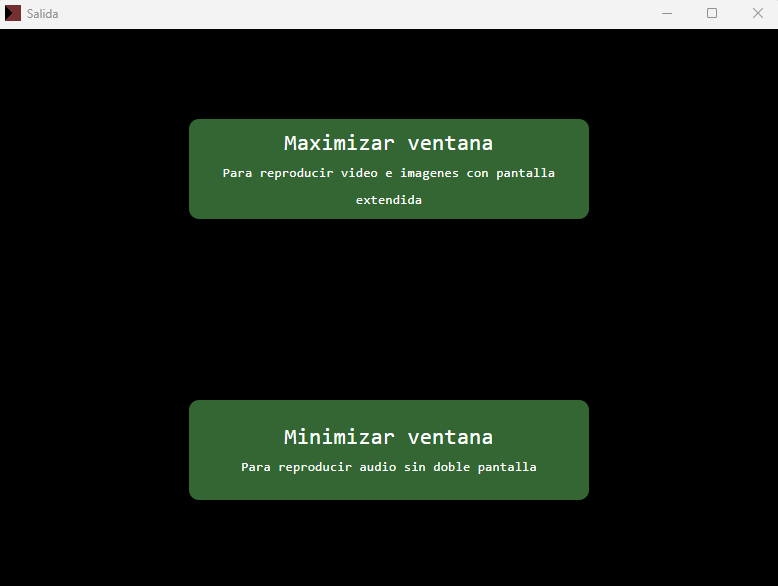 Salida
Maximizar ventana
Para reproducir video e imagenes con pantalla
extendida
Minimizar ventana
Para reproducir audio sin doble pantalla